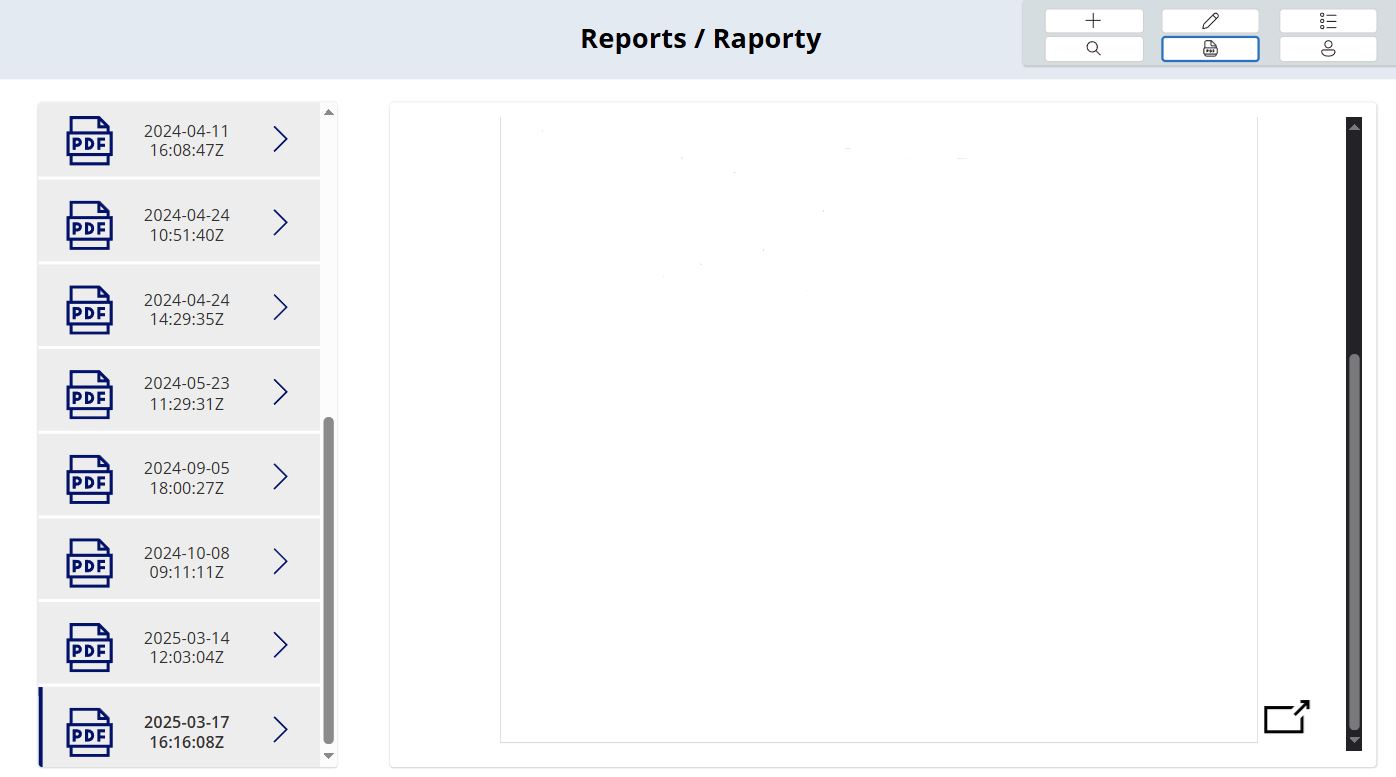 Reports / Raporty
PDF
PDF
2024-04-11
16:08:47Z
PDF
2024-04-24
10:51:40Z
PDF
2024-04-24
14:29:35Z
PDF
2024-05-23
11:29:31Z
PDF
2024-09-05
18:00:27Z
PDF
2024-10-08
09:11:11Z
PDF
2025-03-14
12:03:04Z
PDF
2025-03-17
16:16:08Z